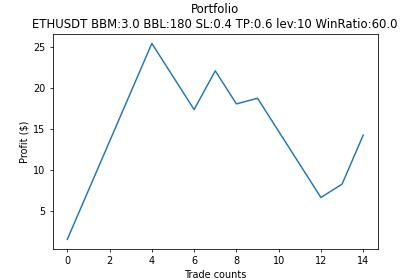 Portfolio
ETHUSDT BBM:3.0 BBL:180 SL:0.4 TP:0.6 lev:10 WinRatio:60.0
25
20
15
10
5
Profit ($)
0 2 4 6 8 10 12 14
Trade counts